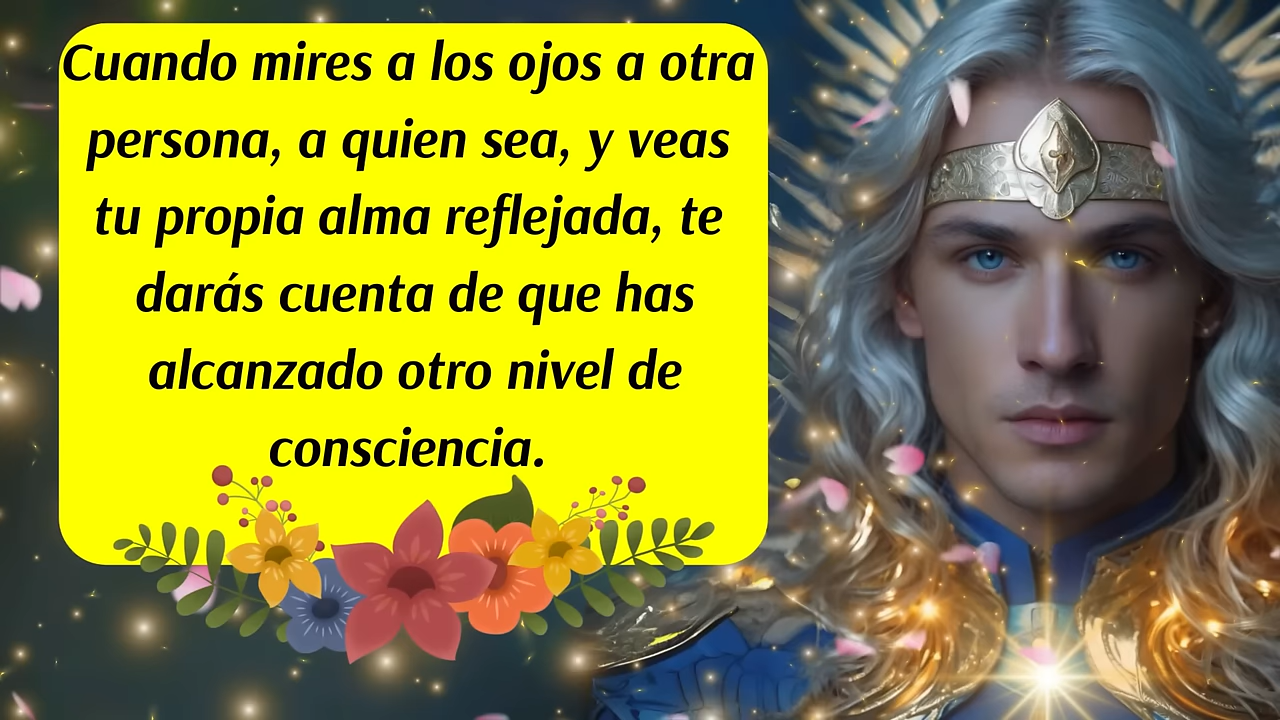 Cuando mires a los ojos a otra
persona, a quien sea, y veas
tu propia alma reflejada, te
darás cuenta de que has
alcanzado otro nivel de
consciencia.